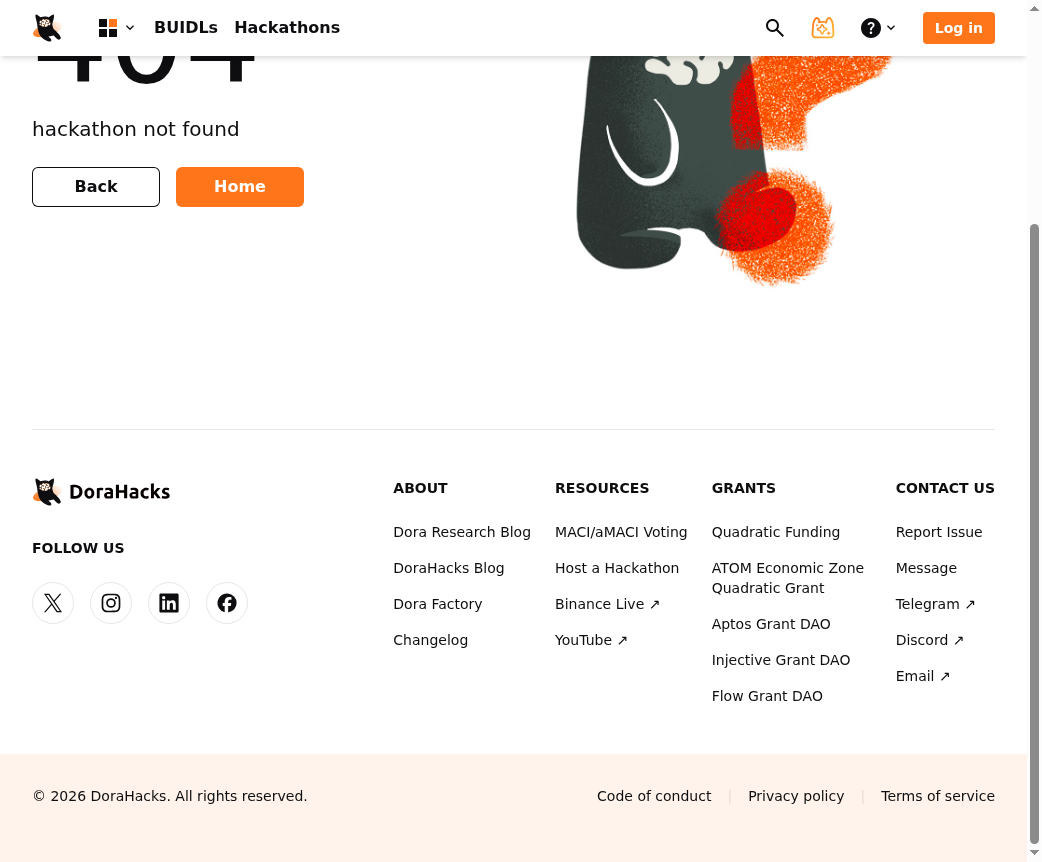 BUIDLs Hackathons Log in
404
hackathon not found
Back Home
DoraHacks
FOLLOW US
ABOUT
Dora Research Blog
DoraHacks Blog
Dora Factory
Changelog
RESOURCES
MACI/aMACI Voting
Host a Hackathon
Binance Live ↗
YouTube ↗
GRANTS
Quadratic Funding
ATOM Economic Zone
Quadratic Grant
Aptos Grant DAO
Injective Grant DAO
Flow Grant DAO
CONTACT US
Report Issue
Message
Telegram ↗
Discord ↗
Email ↗
© 2026 DoraHacks. All rights reserved.
Code of conduct | Privacy policy | Terms of service